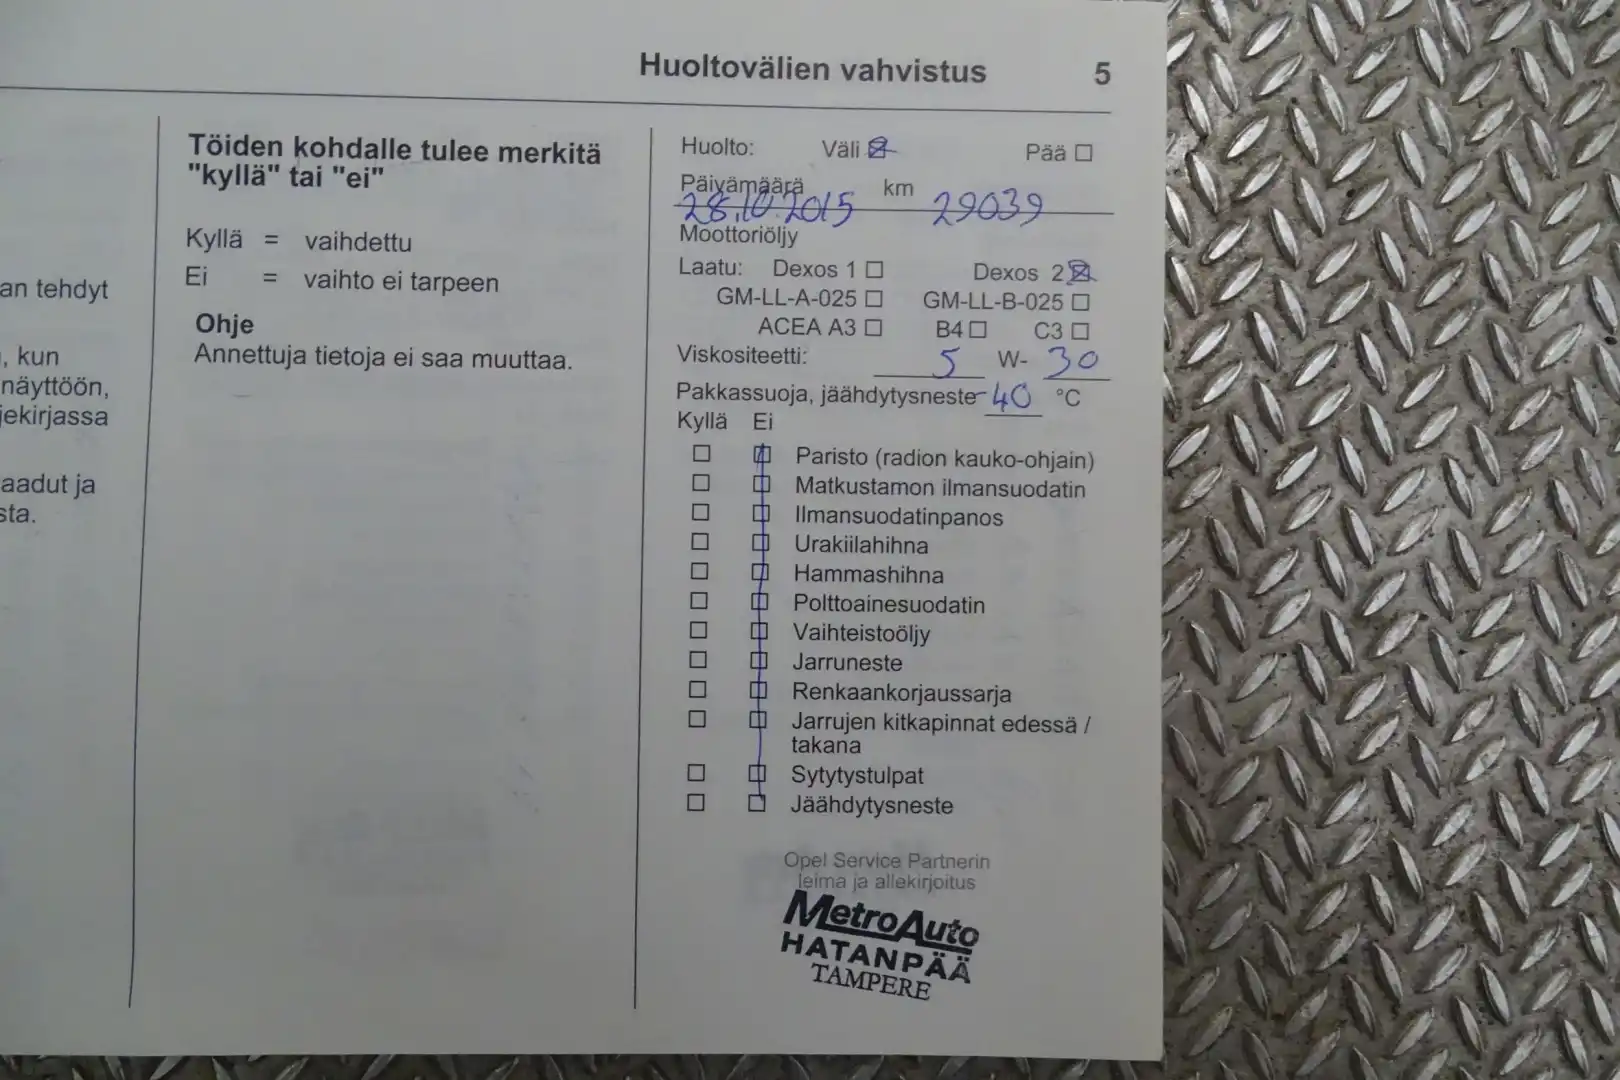 Huoltovälien vahvistus 5
an tehdyt
, kun
näyttöön,
jekirjassa
aadut ja
sta.
Töiden kohdalle tulee merkitä
"kyllä" tai "ei"
Kyllä = vaihdettu
Ei = vaihto ei tarpeen
Ohje
Annettuja tietoja ei saa muuttaa.
Huolto: Väli ☒ Pää ☐
Päivämäärä km
28.10.2015 29039
Moottoriöljy
Laatu: Dexos 1 ☐ Dexos 2 ☒
GM-LL-A-025 ☐ GM-LL-B-025 ☐
ACEA A3 ☐ B4 ☐ C3 ☐
Viskositeetti: 5 W- 30
Pakkassuoja, jäähdytysneste -40 °C
Kyllä Ei
Paristo (radion kauko-ohjain)
Matkustamon ilmansuodatin
Ilmansuodatinpanos
Urakiilahihna
Hammashihna
Polttoainesuodatin
Vaihteistoöljy
Jarruneste
Renkaankorjaussarja
Jarrujen kitkapinnat edessä /
takana
Sytytystulpat
Jäähdytysneste
Opel Service Partnerin
leima ja allekirjoitus
MetroAuto
HATANPÄÄ
TAMPERE